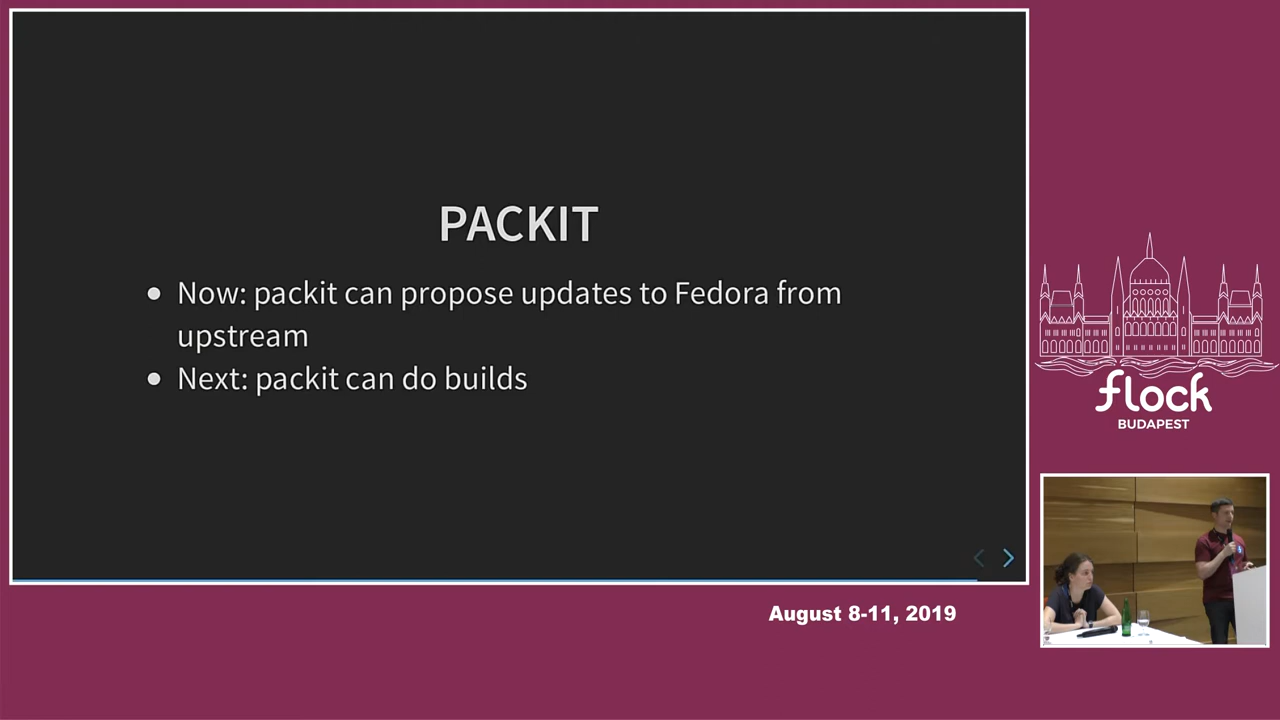 PACKIT
● Now: packit can propose updates to Fedora from
upstream
● Next: packit can do builds
flock
BUDAPEST
August 8-11, 2019